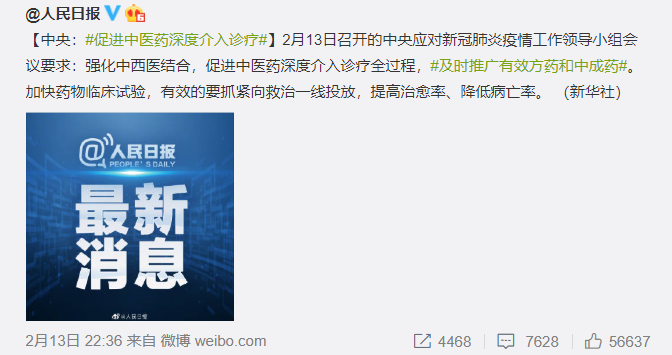 @人民日报
【中央：#促进中医药深度介入诊疗#】2月13日召开的中央应对新冠肺炎疫情工作领导小组会
议要求：强化中西医结合，促进中医药深度介入诊疗全过程，#及时推广有效方药和中成药#。
加快药物临床试验，有效的要抓紧向救治一线投放，提高治愈率、降低病亡率。（新华社）
@人民日报
PEOPLE'S DAILY
最新
消息
@人民日报
2月13日 22:36 来自 微博 weibo.com
4468 7628 56637